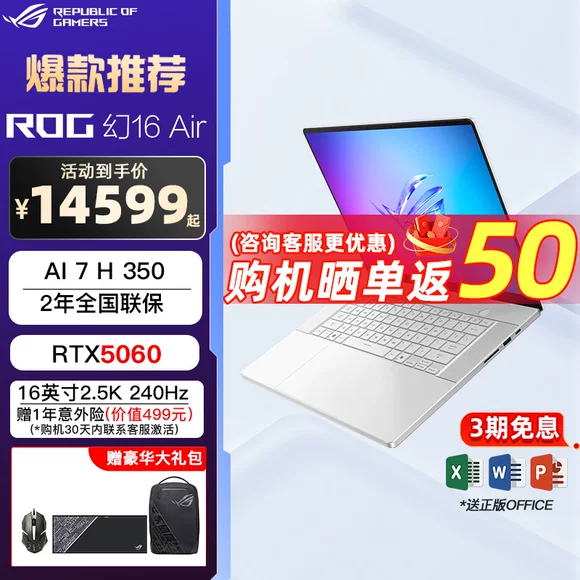 REPUBLIC OF
GAMERS
爆款推荐
ROG 幻16 Air
活动到手价
¥14599起
AI 7 H 350
2年全国联保
RTX5060
16英寸2.5K 240Hz
赠1年意外险(价值499元)
(*购机30天内联系客服激活)
赠豪华大礼包
(咨询客服更优惠)
购机晒单返50
3期免息
X W P
*送正版OFFICE